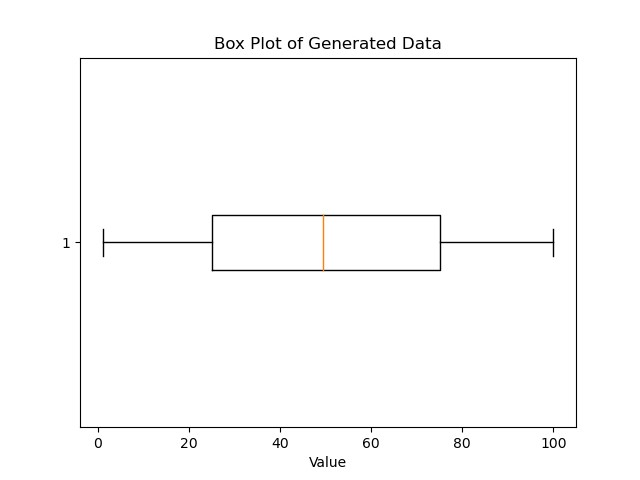 Box Plot of Generated Data
1
0 20 40 60 80 100
Value